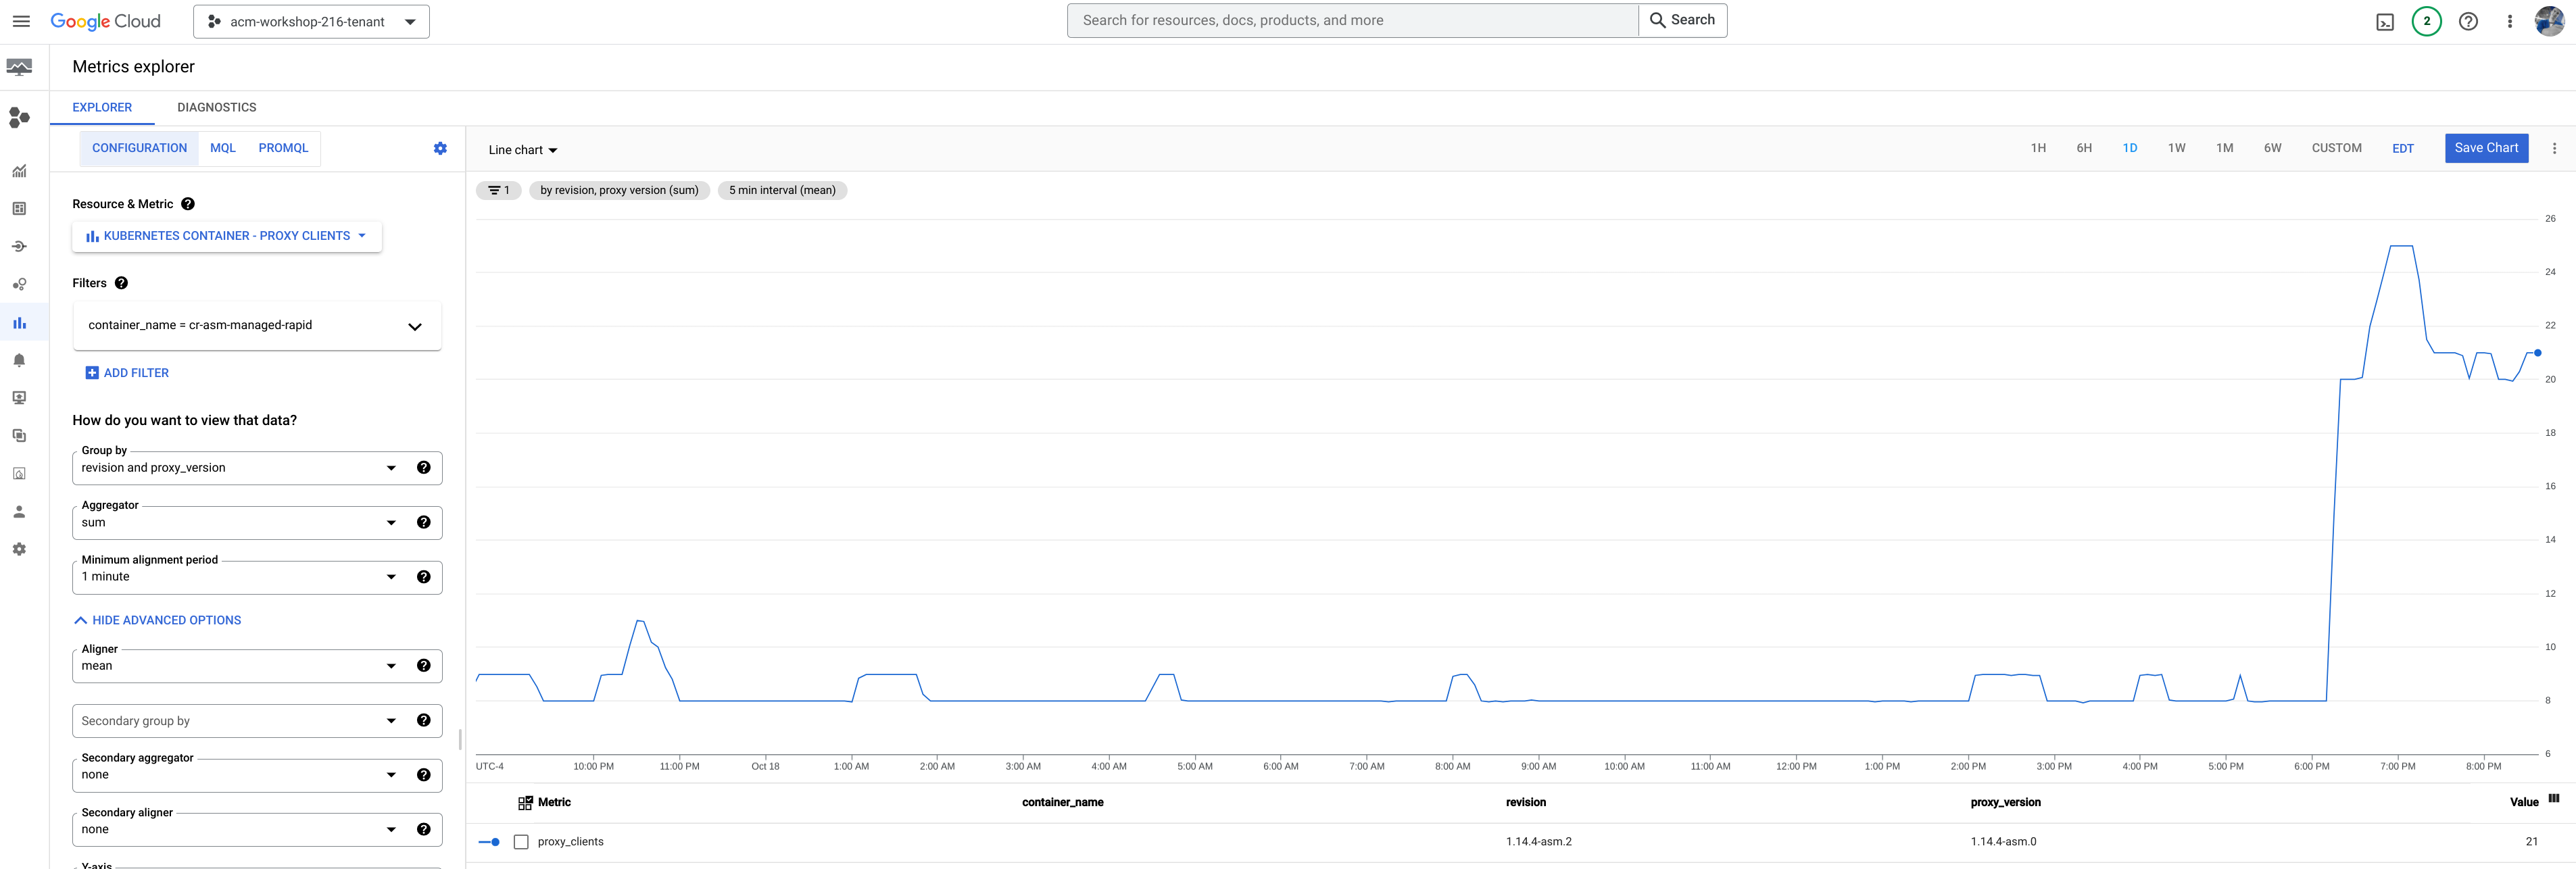 Google Cloud
acm-workshop-216-tenant
Search for resources, docs, products, and more
Search
2
Metrics explorer
EXPLORER
DIAGNOSTICS
CONFIGURATION
MQL
PROMQL
Line chart
1H
6H
1D
1W
1M
6W
CUSTOM
EDT
Save Chart
1
by revision, proxy version (sum)
5 min interval (mean)
Resource & Metric
KUBERNETES CONTAINER - PROXY CLIENTS
Filters
container_name = cr-asm-managed-rapid
ADD FILTER
How do you want to view that data?
Group by
revision and proxy_version
Aggregator
sum
Minimum alignment period
1 minute
HIDE ADVANCED OPTIONS
Aligner
mean
Secondary group by
Secondary aggregator
none
Secondary aligner
none
Y-axis
26
24
22
20
18
16
14
12
10
8
6
UTC-4
10:00 PM
11:00 PM
Oct 18
1:00 AM
2:00 AM
3:00 AM
4:00 AM
5:00 AM
6:00 AM
7:00 AM
8:00 AM
9:00 AM
10:00 AM
11:00 AM
12:00 PM
1:00 PM
2:00 PM
3:00 PM
4:00 PM
5:00 PM
6:00 PM
7:00 PM
8:00 PM
Metric
container_name
revision
proxy_version
Value
proxy_clients
1.14.4-asm.2
1.14.4-asm.0
21